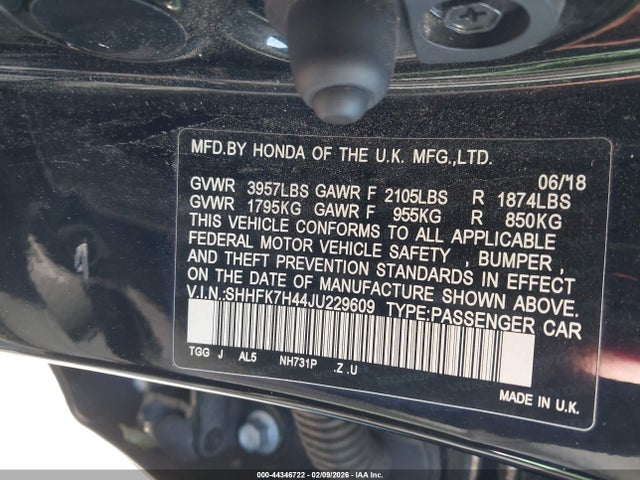 MFD.BY HONDA OF THE U.K. MFG.,LTD.
06/'18
GVWR 3957LBS GAWR F 2105LBS R 1874LBS
GVWR 1795KG GAWR F 955KG R 850KG
THIS VEHICLE CONFORMS TO ALL APPLICABLE
FEDERAL MOTOR VEHICLE SAFETY , BUMPER ,
AND THEFT PREVENTION STANDARDS IN EFFECT
ON THE DATE OF MANUFACTURE SHOWN ABOVE.
V.I.N.:SHHFK7H44JU229609 TYPE:PASSENGER CAR
TGG J AL5 NH731P .Z .U
MADE IN U.K.
000-44346722 - 02/09/2026 - IAA Inc.